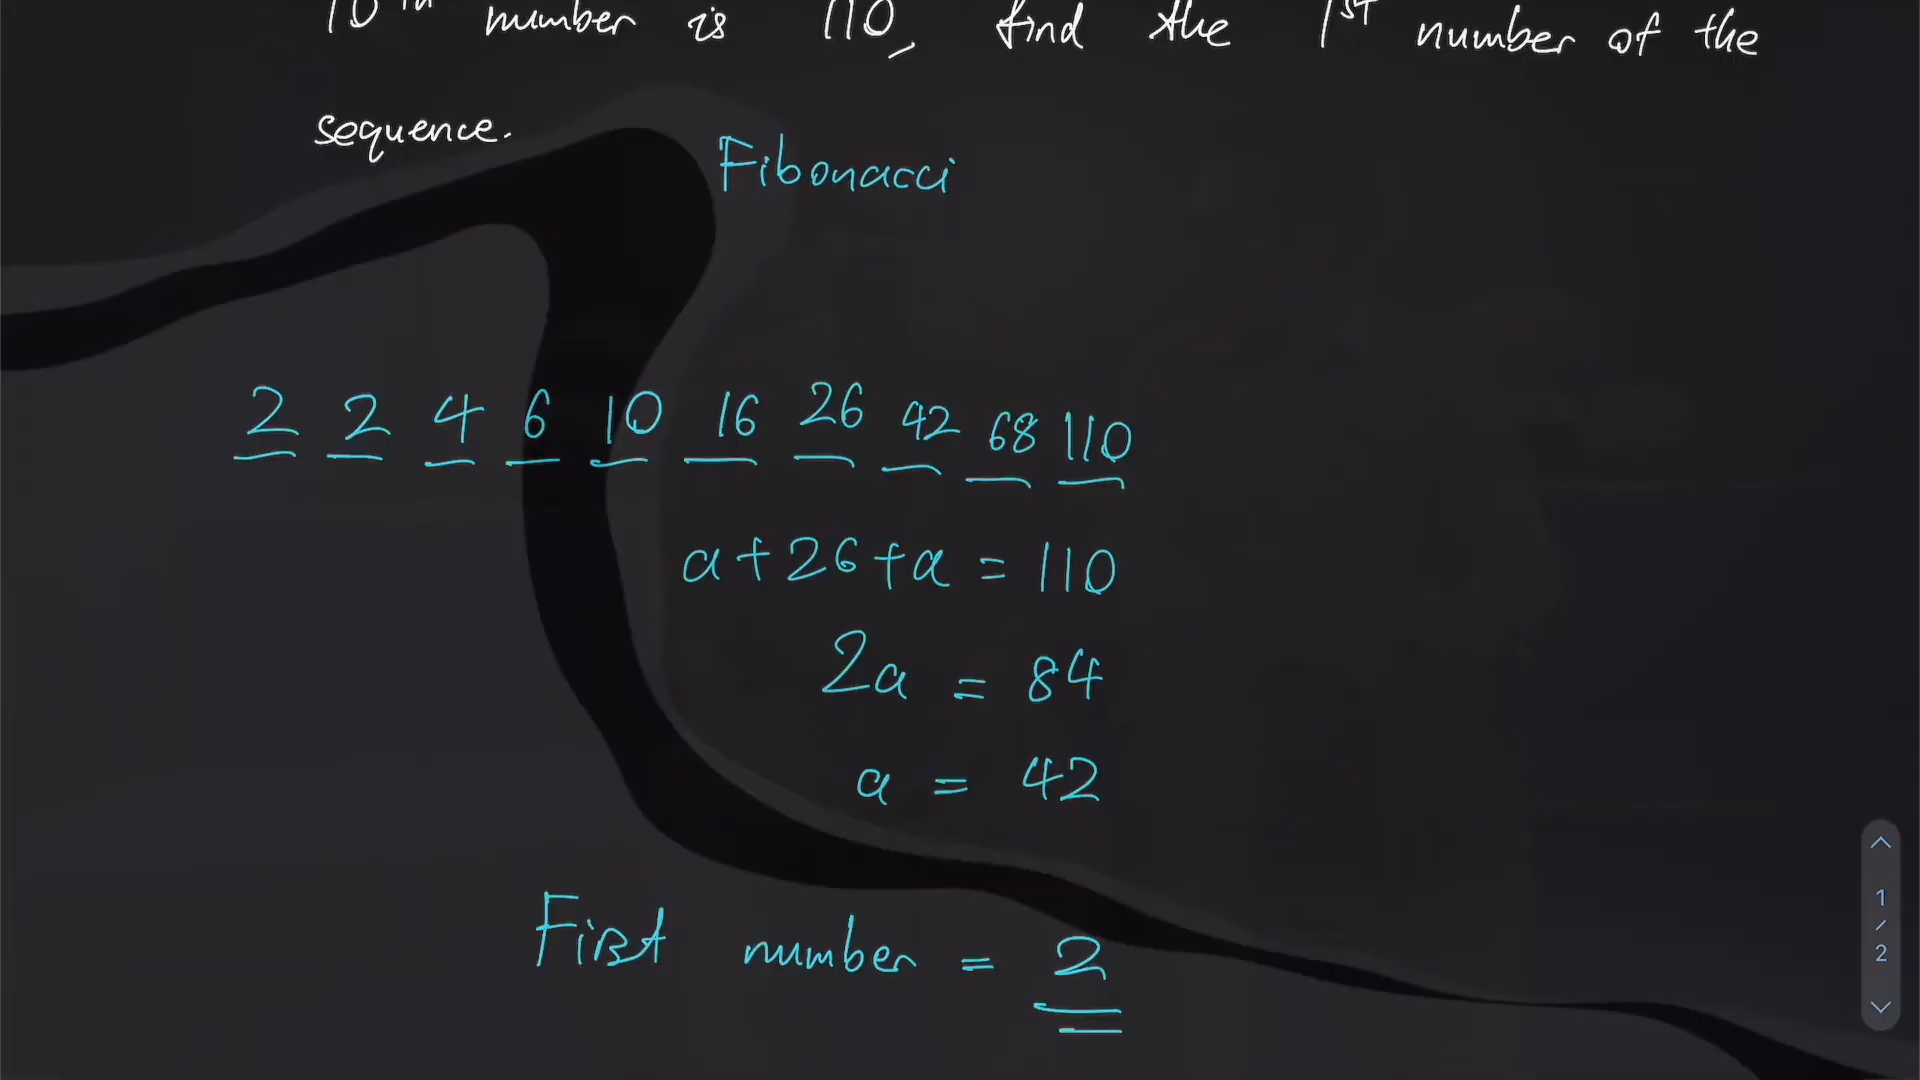 10th number is 110, find the 1st number of the
sequence.
Fibonacci
2 2 4 6 10 16 26 42 68 110
a + 26 + a = 110
2a = 84
a = 42
First number = 2
1
/
2